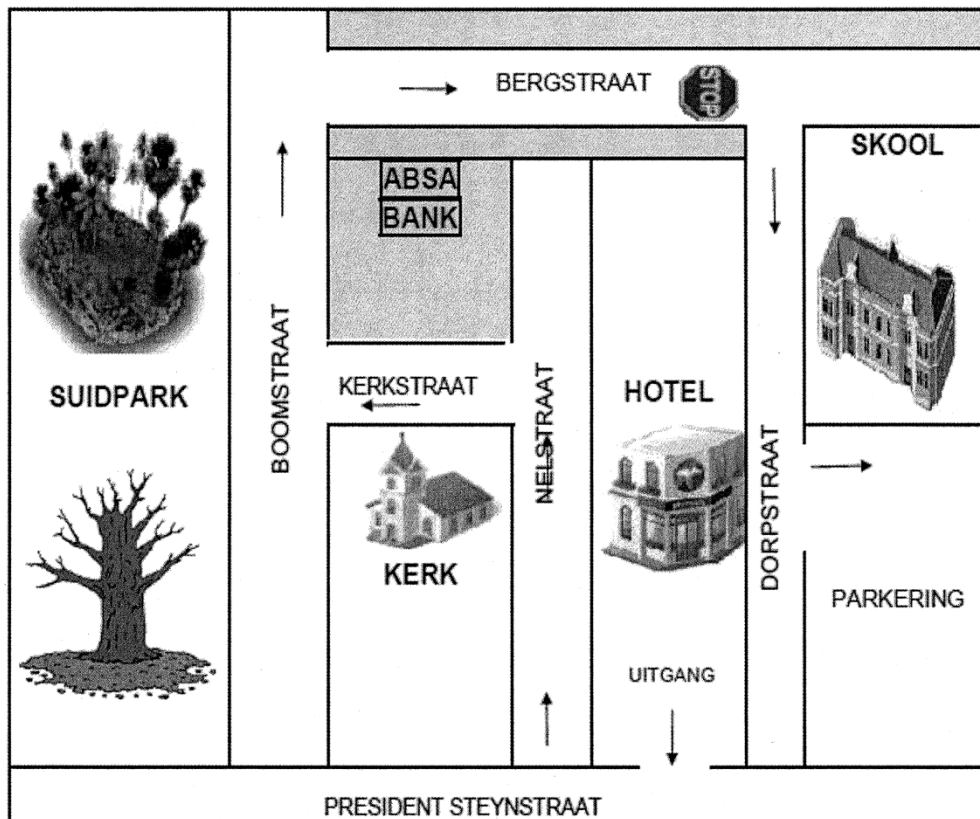 BERGSTRAAT
STOP
SKOOL
ABSA
BANK
BOOMSTRAAT
SUIDPARK
KERKSTRAAT
NELSTRAAT
HOTEL
DORPSTRAAT
KERK
PARKERING
UITGANG
PRESIDENT STEYNSTRAAT